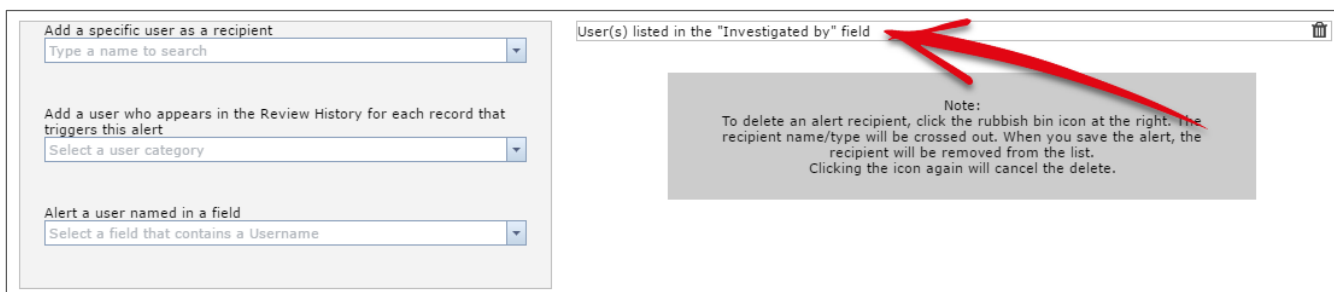 Add a specific user as a recipient
Type a name to search
Add a user who appears in the Review History for each record that
triggers this alert
Select a user category
Alert a user named in a field
Select a field that contains a Username
User(s) listed in the "Investigated by" field
Note:
To delete an alert recipient, click the rubbish bin icon at the right. The
recipient name/type will be crossed out. When you save the alert, the
recipient will be removed from the list.
Clicking the icon again will cancel the delete.